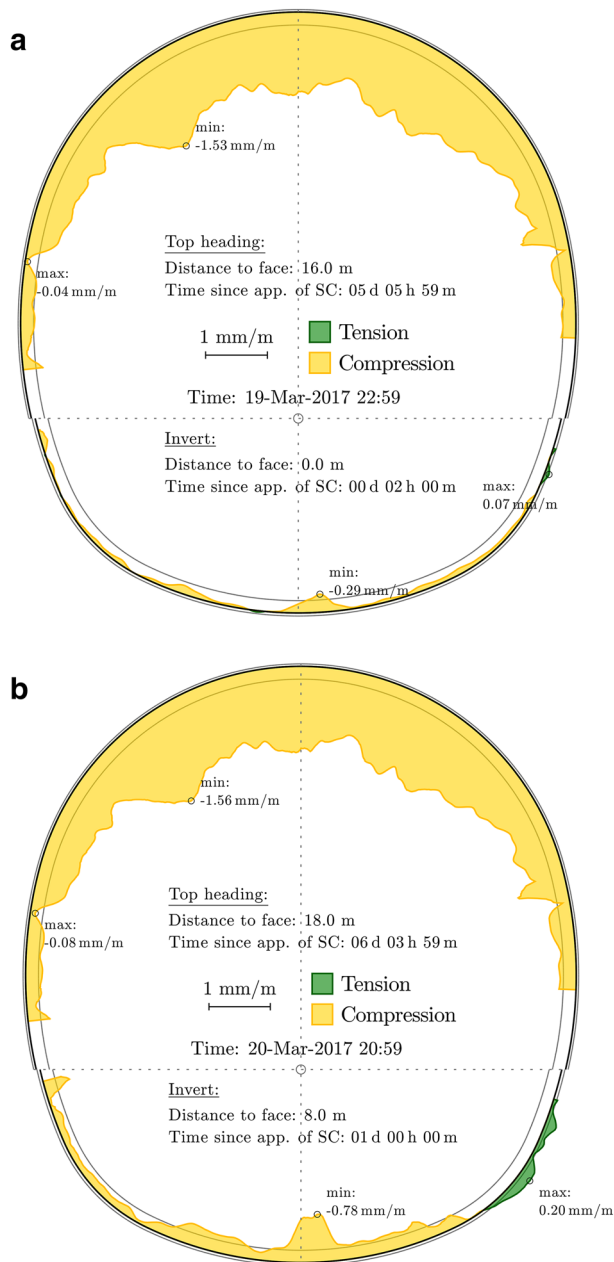 a
min:
-1.53 mm/m
max:
-0.04 mm/m
Top heading:
Distance to face: 16.0 m
Time since app. of SC: 05 d 05 h 59 m
1 mm/m
Tension
Compression
Time: 19-Mar-2017 22:59
Invert:
Distance to face: 0.0 m
Time since app. of SC: 00 d 02 h 00 m
max:
0.07 mm/m
min:
-0.29 mm/m
b
min:
-1.56 mm/m
max:
-0.08 mm/m
Top heading:
Distance to face: 18.0 m
Time since app. of SC: 06 d 03 h 59 m
1 mm/m
Tension
Compression
Time: 20-Mar-2017 20:59
Invert:
Distance to face: 8.0 m
Time since app. of SC: 01 d 00 h 00 m
min:
-0.78 mm/m
max:
0.20 mm/m